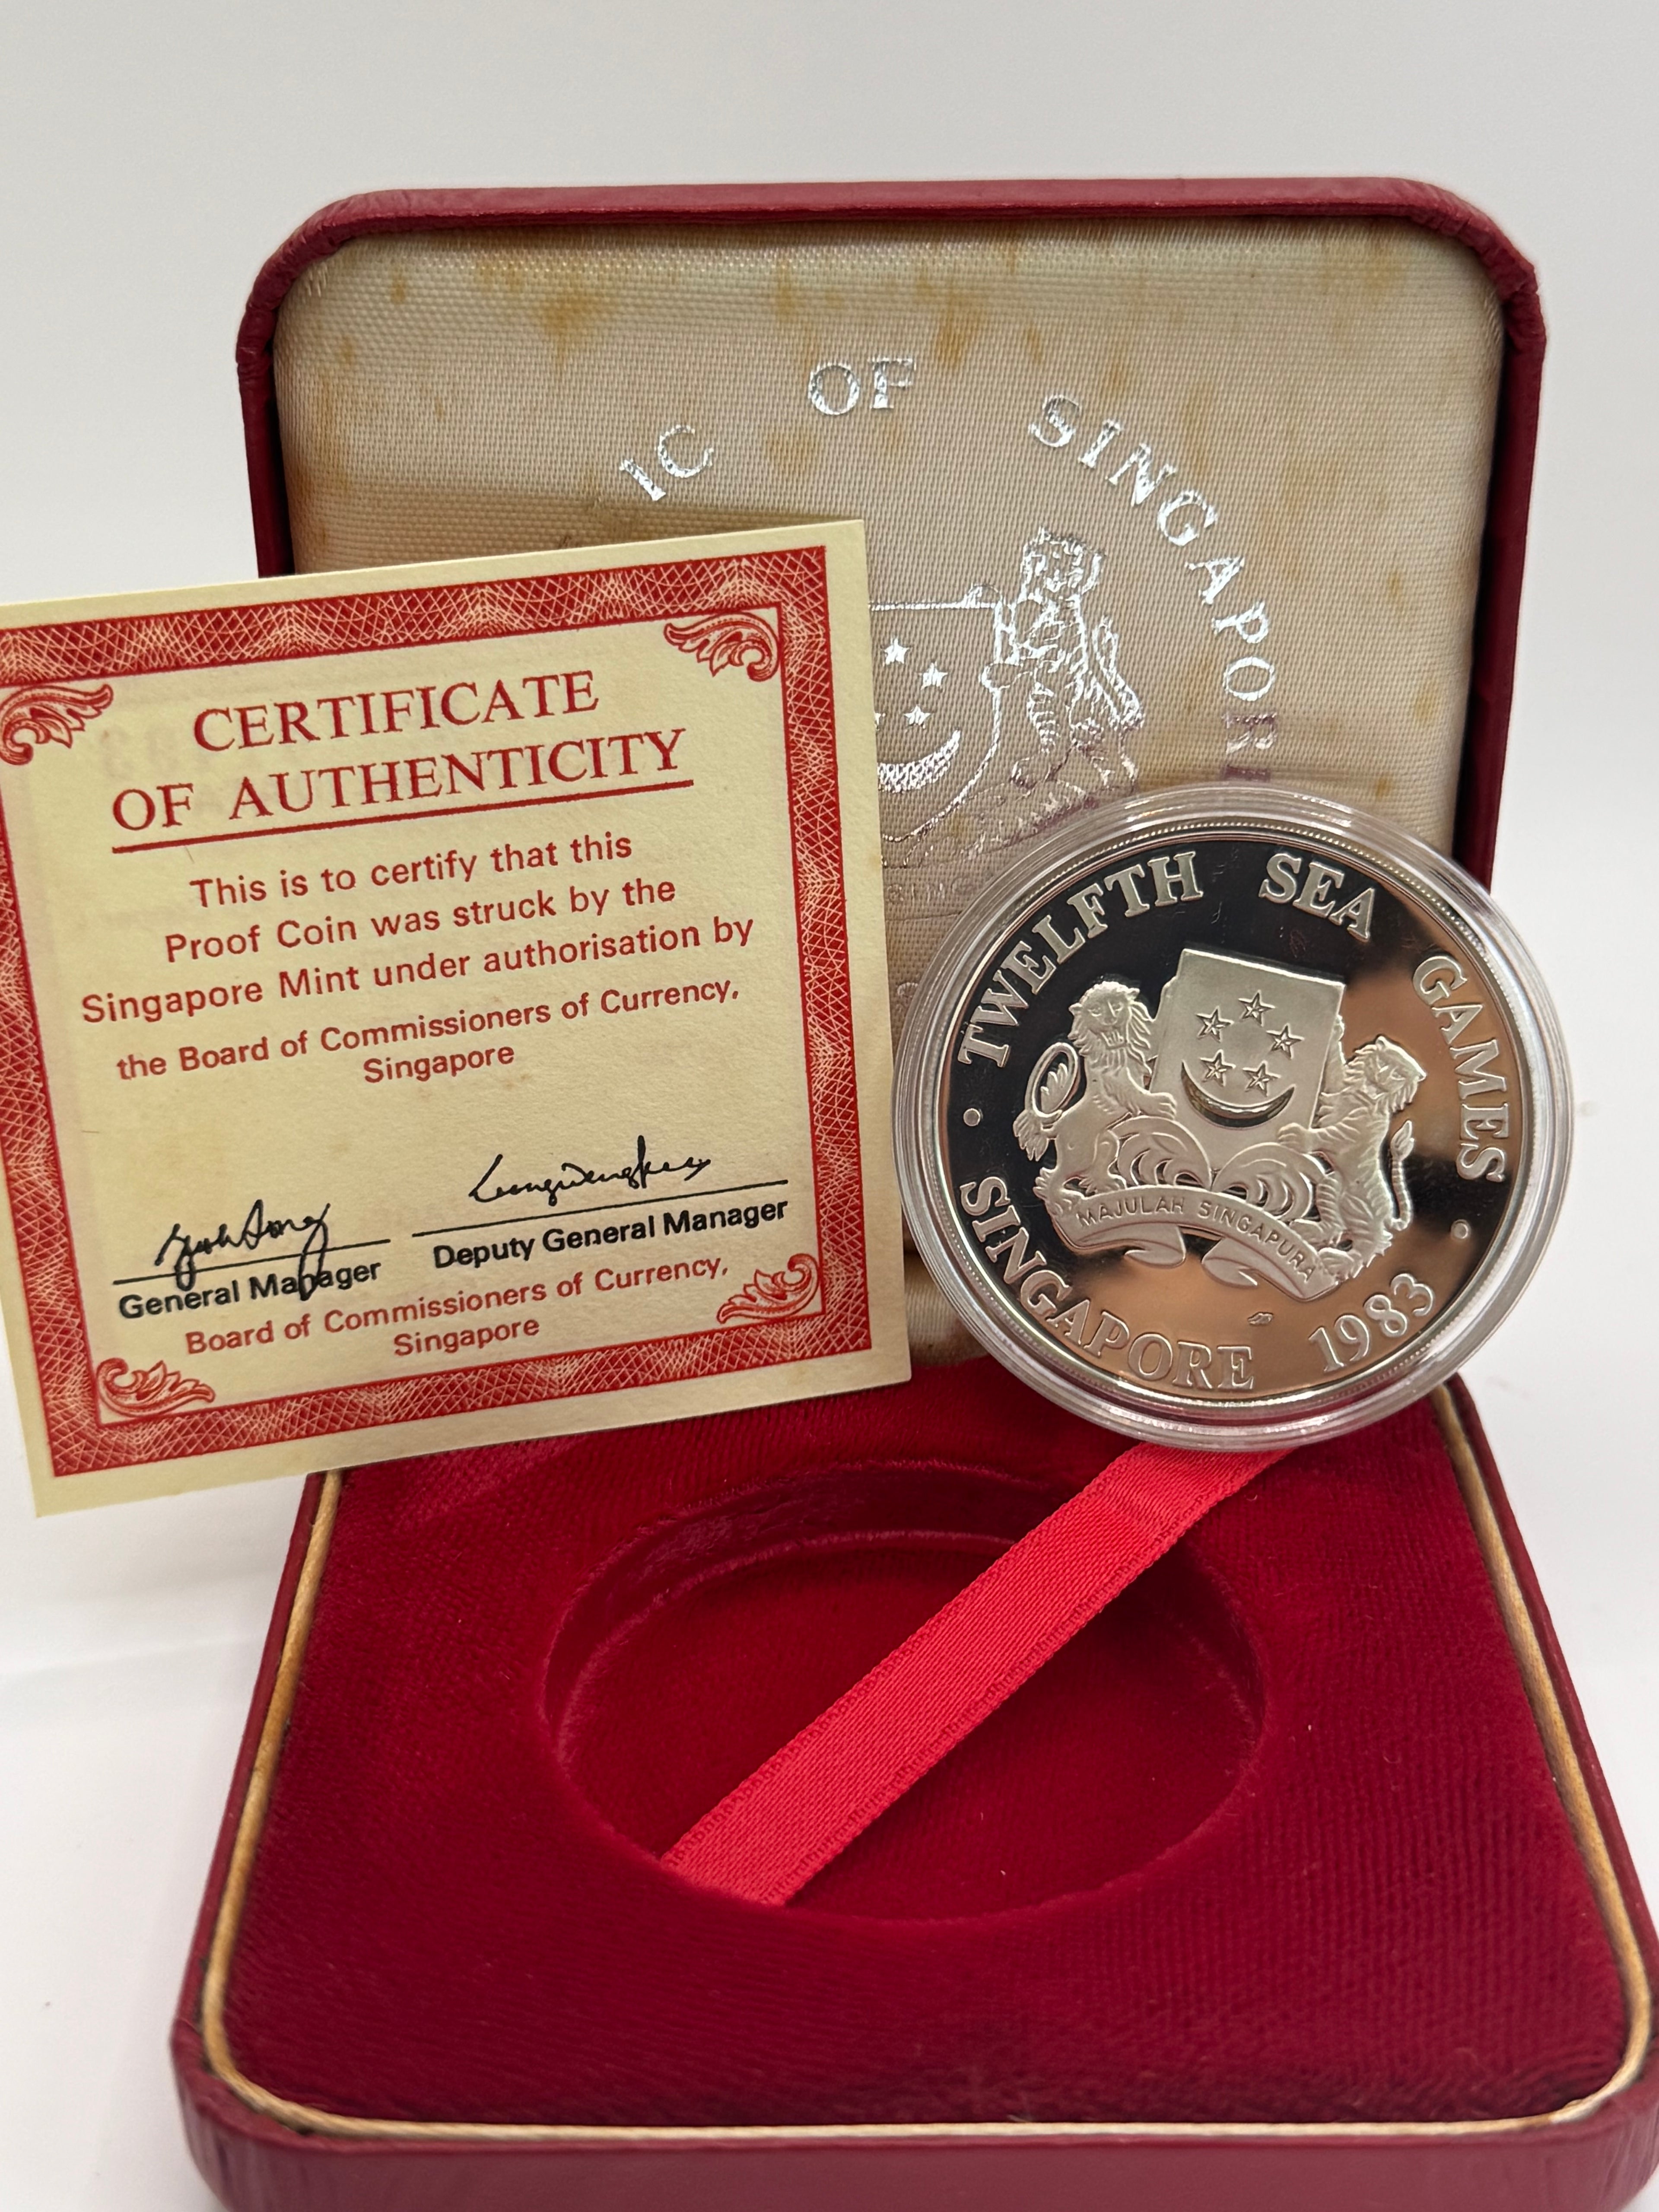 IC OF SINGAPORE
CERTIFICATE
OF AUTHENTICITY
This is to certify that this
Proof Coin was struck by the
Singapore Mint under authorisation by
the Board of Commissioners of Currency,
Singapore
General Manager
Deputy General Manager
Board of Commissioners of Currency,
Singapore
TWELFTH SEA GAMES
MAJULAH SINGAPURA
SINGAPORE 1983